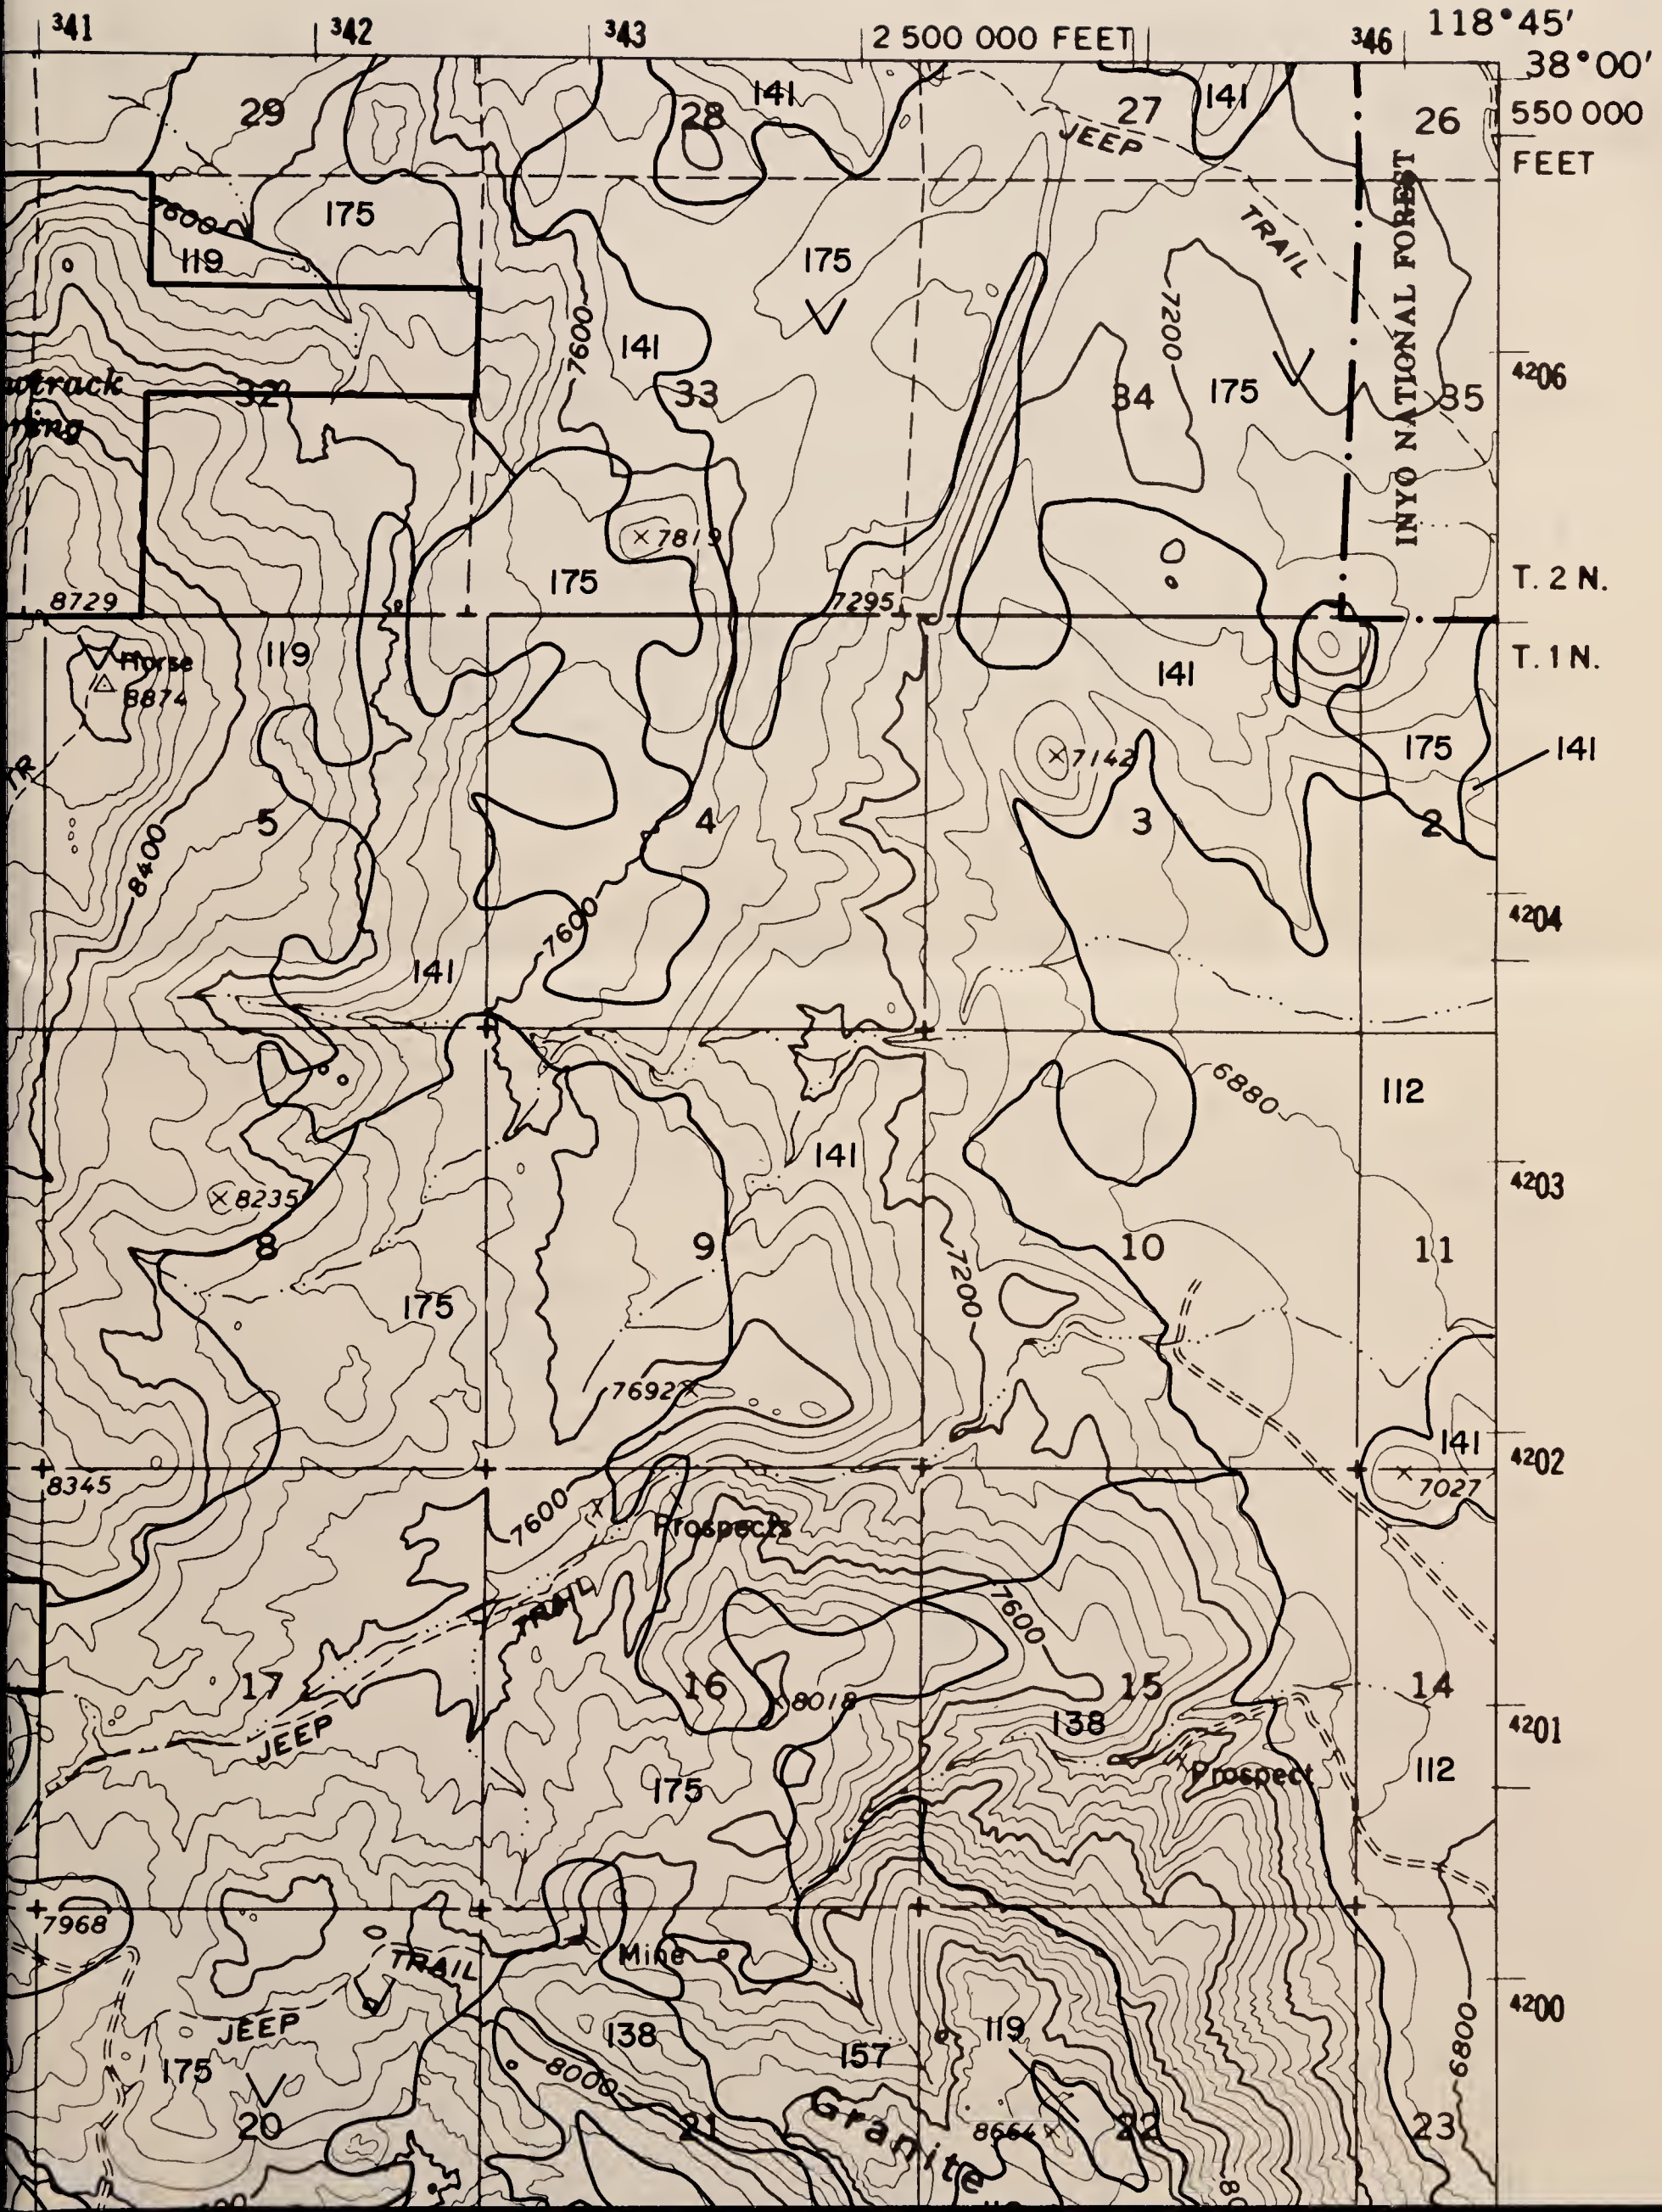 341 342 343 2 500 000 FEET 346 118°45'
38°00'
29 28 141 27 141 26 550 000
JEEP
FEET
7600 175
119 175 TRAIL
INYO NATIONAL FOREST
7600 141 7200
4206
32 33 34 175 35
7819
175
8729 7295 T. 2 N.
Horse 119 141 T. 1 N.
8874
7142 175 141
TR
5 4 3 2
8400
7600 4204
141
6880 112
141
8235 4203
8 9 10 11
175 7200
7692
141
8345 7027 4202
7600 Prospects
TRAIL 7600
17 16 8018 15 14
JEEP 138 4201
175 Prospect 112
7968
TRAIL Mine
JEEP 138 119 4200
175 157 6800
8000
20 21 Granite 8664 22 23